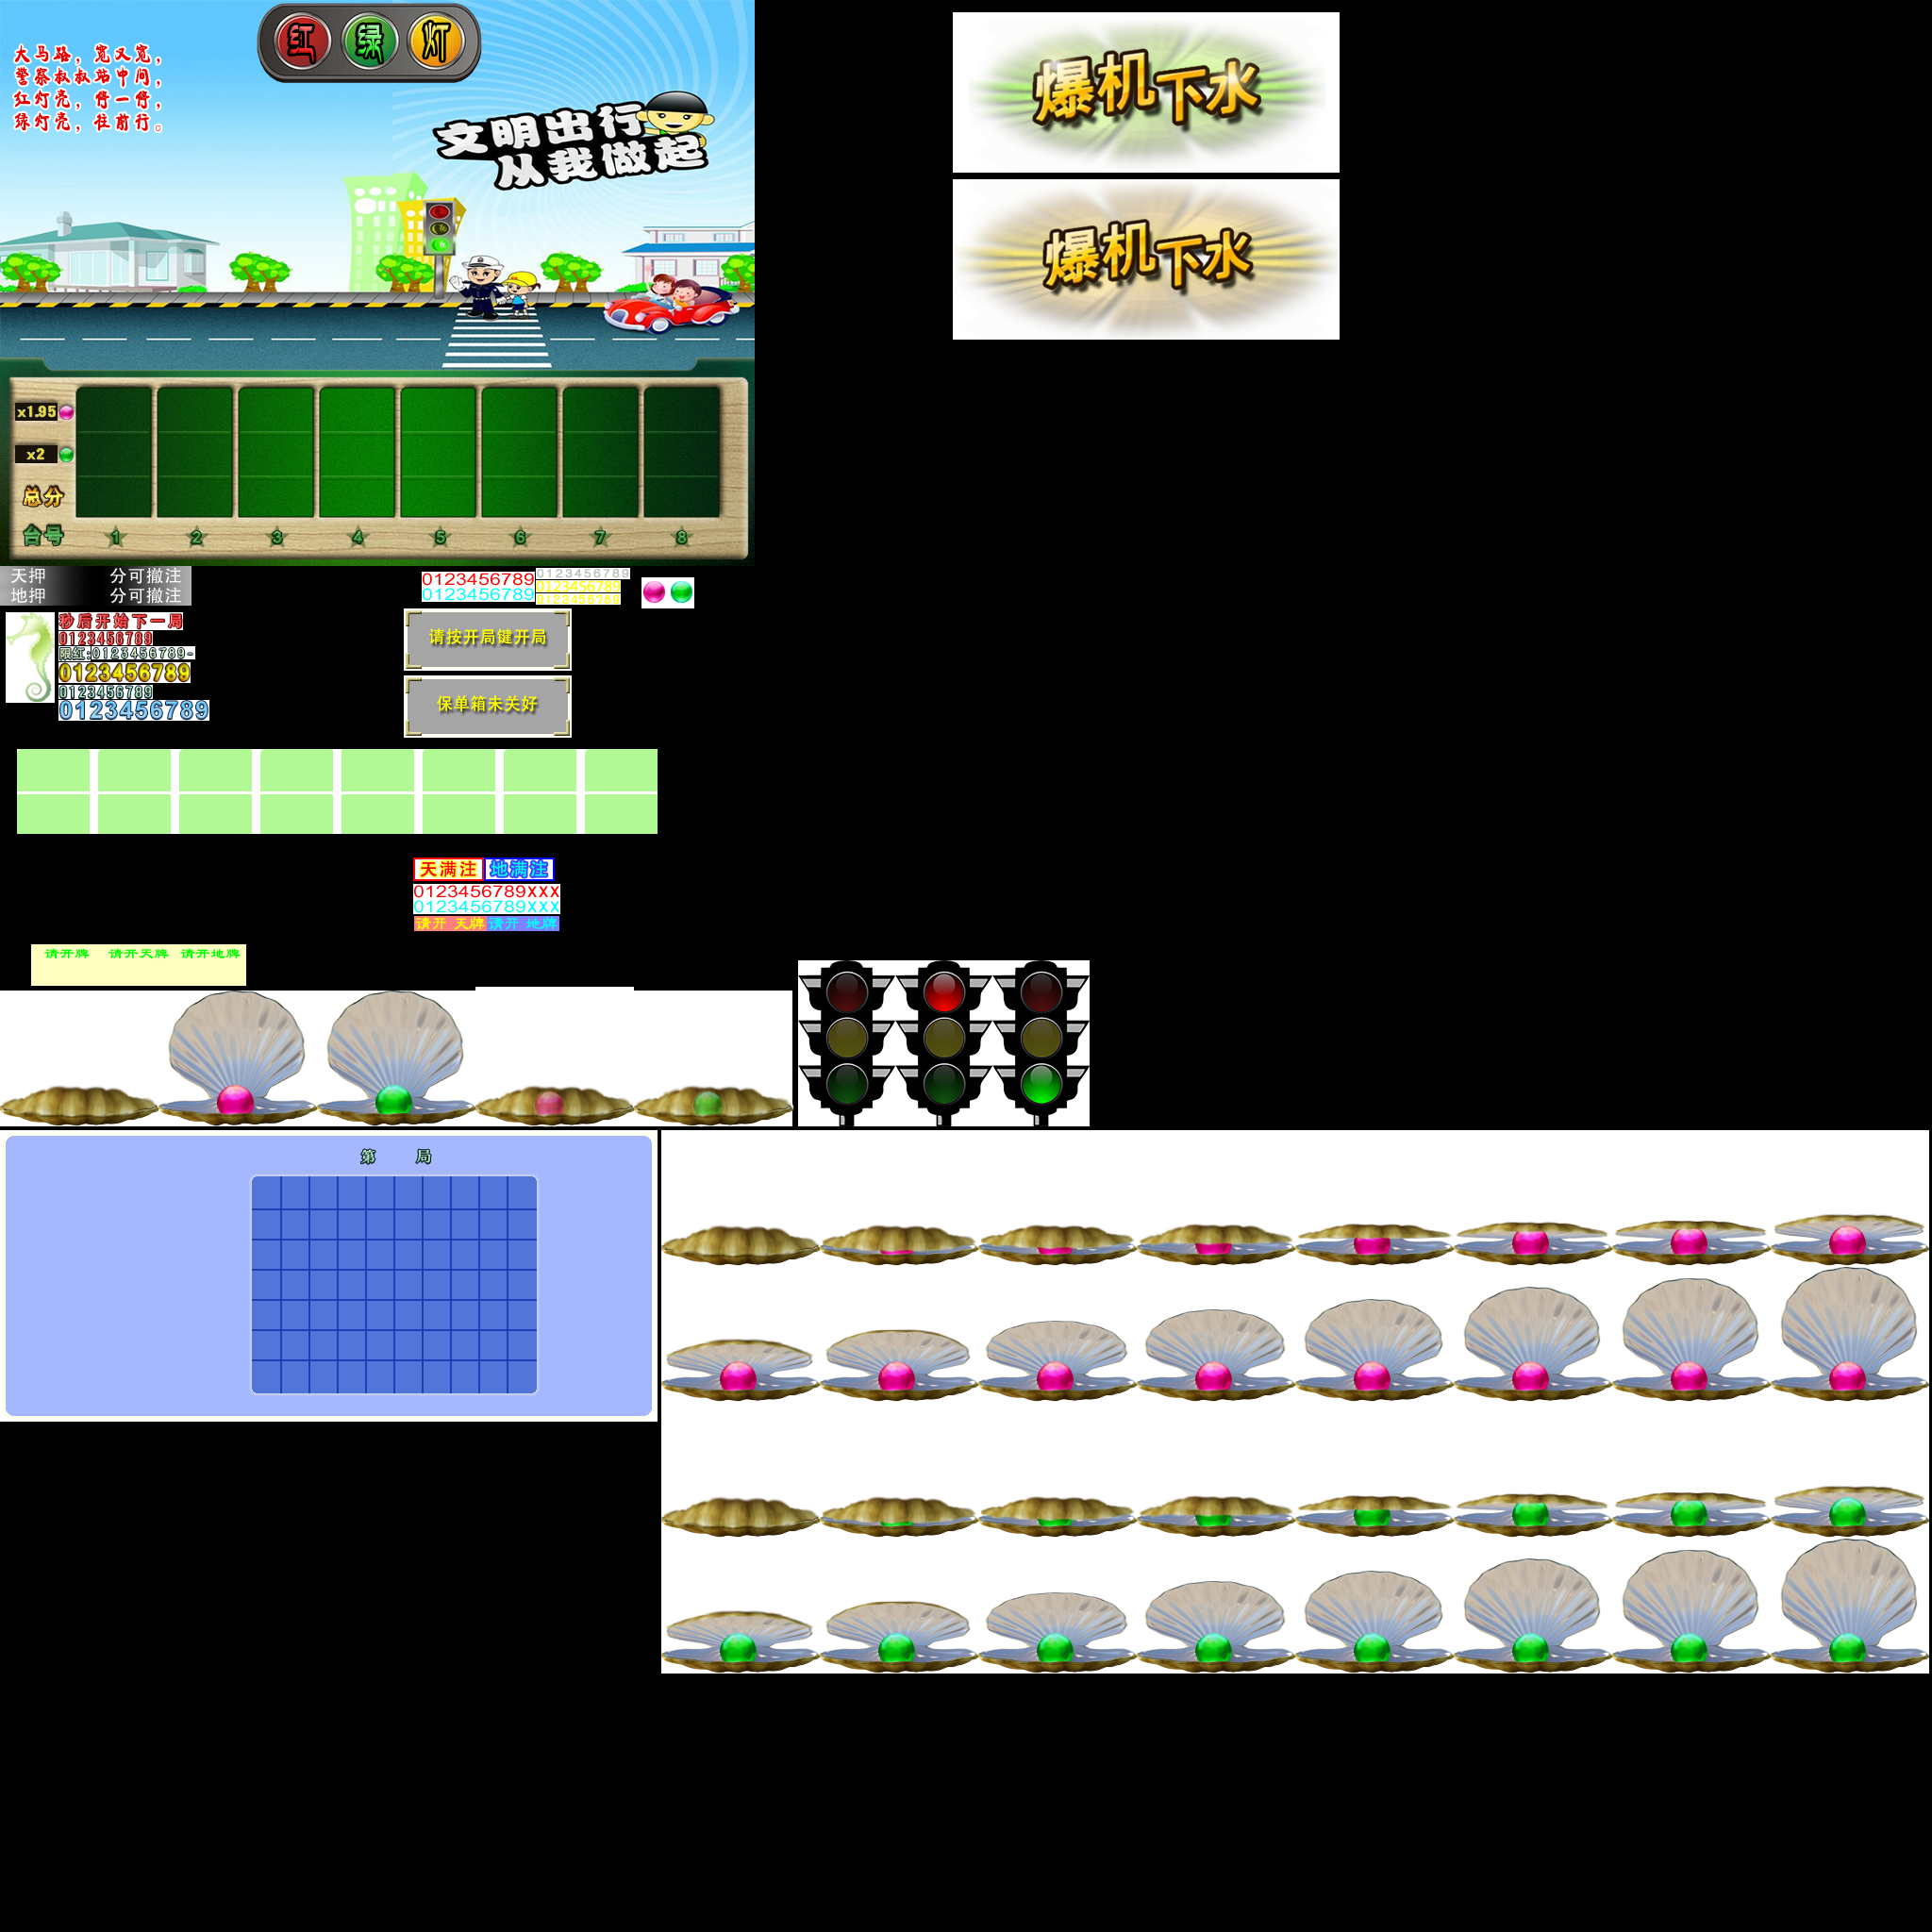 红绿灯
大马路，宽又宽，
警察叔叔站中间，
红灯亮，停一停，
绿灯亮，往前行。
文明出行
从我做起
爆机下水
爆机下水
x1.95
x2
总分
台号 1 2 3 4 5 6 7 8
天押 分可撤注
地押 分可撤注
0123456789
0123456789
0123456789
0123456789
0123456789
秒后开始下一局
0123456789
限红:0123456789-
0123456789
0123456789
0123456789
请按开局键开局
保单箱未关好
天满注 地满注
0123456789XXX
0123456789XXX
请开 天牌 请开 地牌
请开牌 请开天牌 请开地牌
第 局